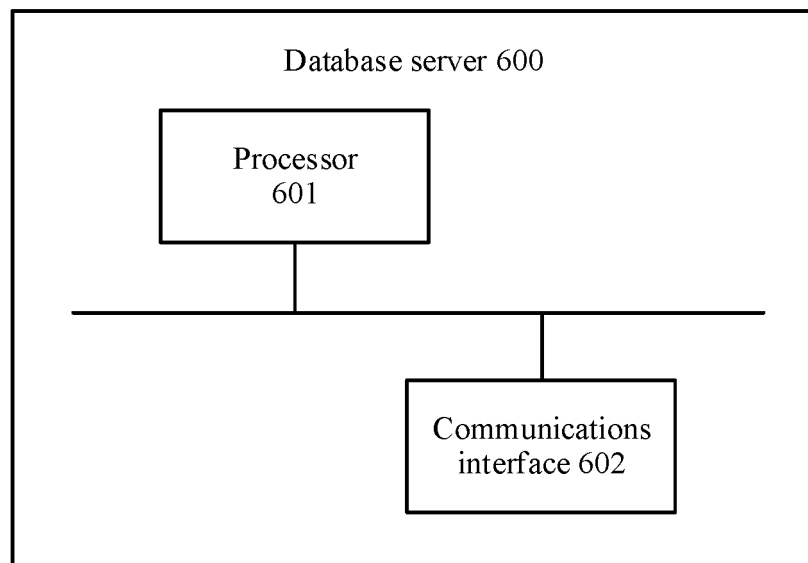 Database server 600
Processor
601
Communications
interface 602